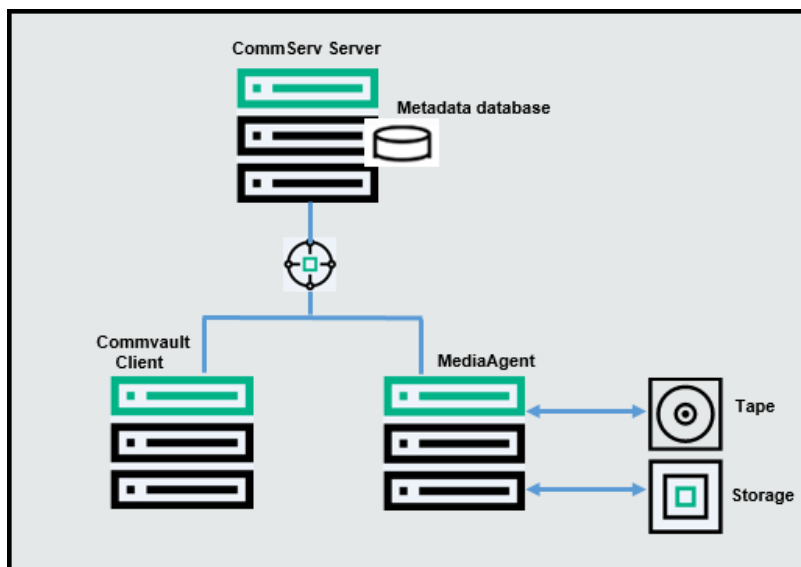 CommServ Server
Metadata database
Commvault
Client
MediaAgent
Tape
Storage